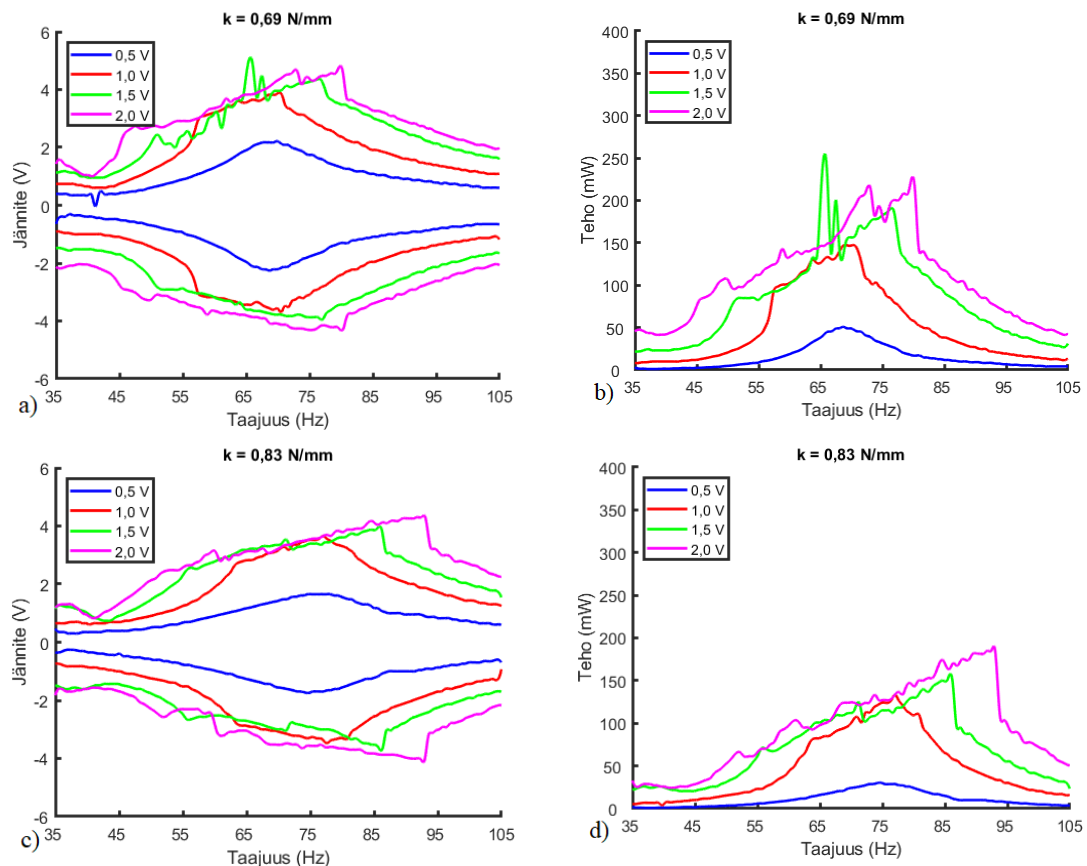 k = 0,69 N/mm
6
4
2
0
-2
-4
-6
Jännite (V)
0,5 V
1,0 V
1,5 V
2,0 V
35 45 55 65 75 85 95 105
Taajuus (Hz)
a)
k = 0,69 N/mm
400
350
300
250
200
150
100
50
0
Teho (mW)
0,5 V
1,0 V
1,5 V
2,0 V
35 45 55 65 75 85 95 105
Taajuus (Hz)
b)
k = 0,83 N/mm
6
4
2
0
-2
-4
-6
Jännite (V)
0,5 V
1,0 V
1,5 V
2,0 V
35 45 55 65 75 85 95 105
Taajuus (Hz)
c)
k = 0,83 N/mm
400
350
300
250
200
150
100
50
0
Teho (mW)
0,5 V
1,0 V
1,5 V
2,0 V
35 45 55 65 75 85 95 105
Taajuus (Hz)
d)